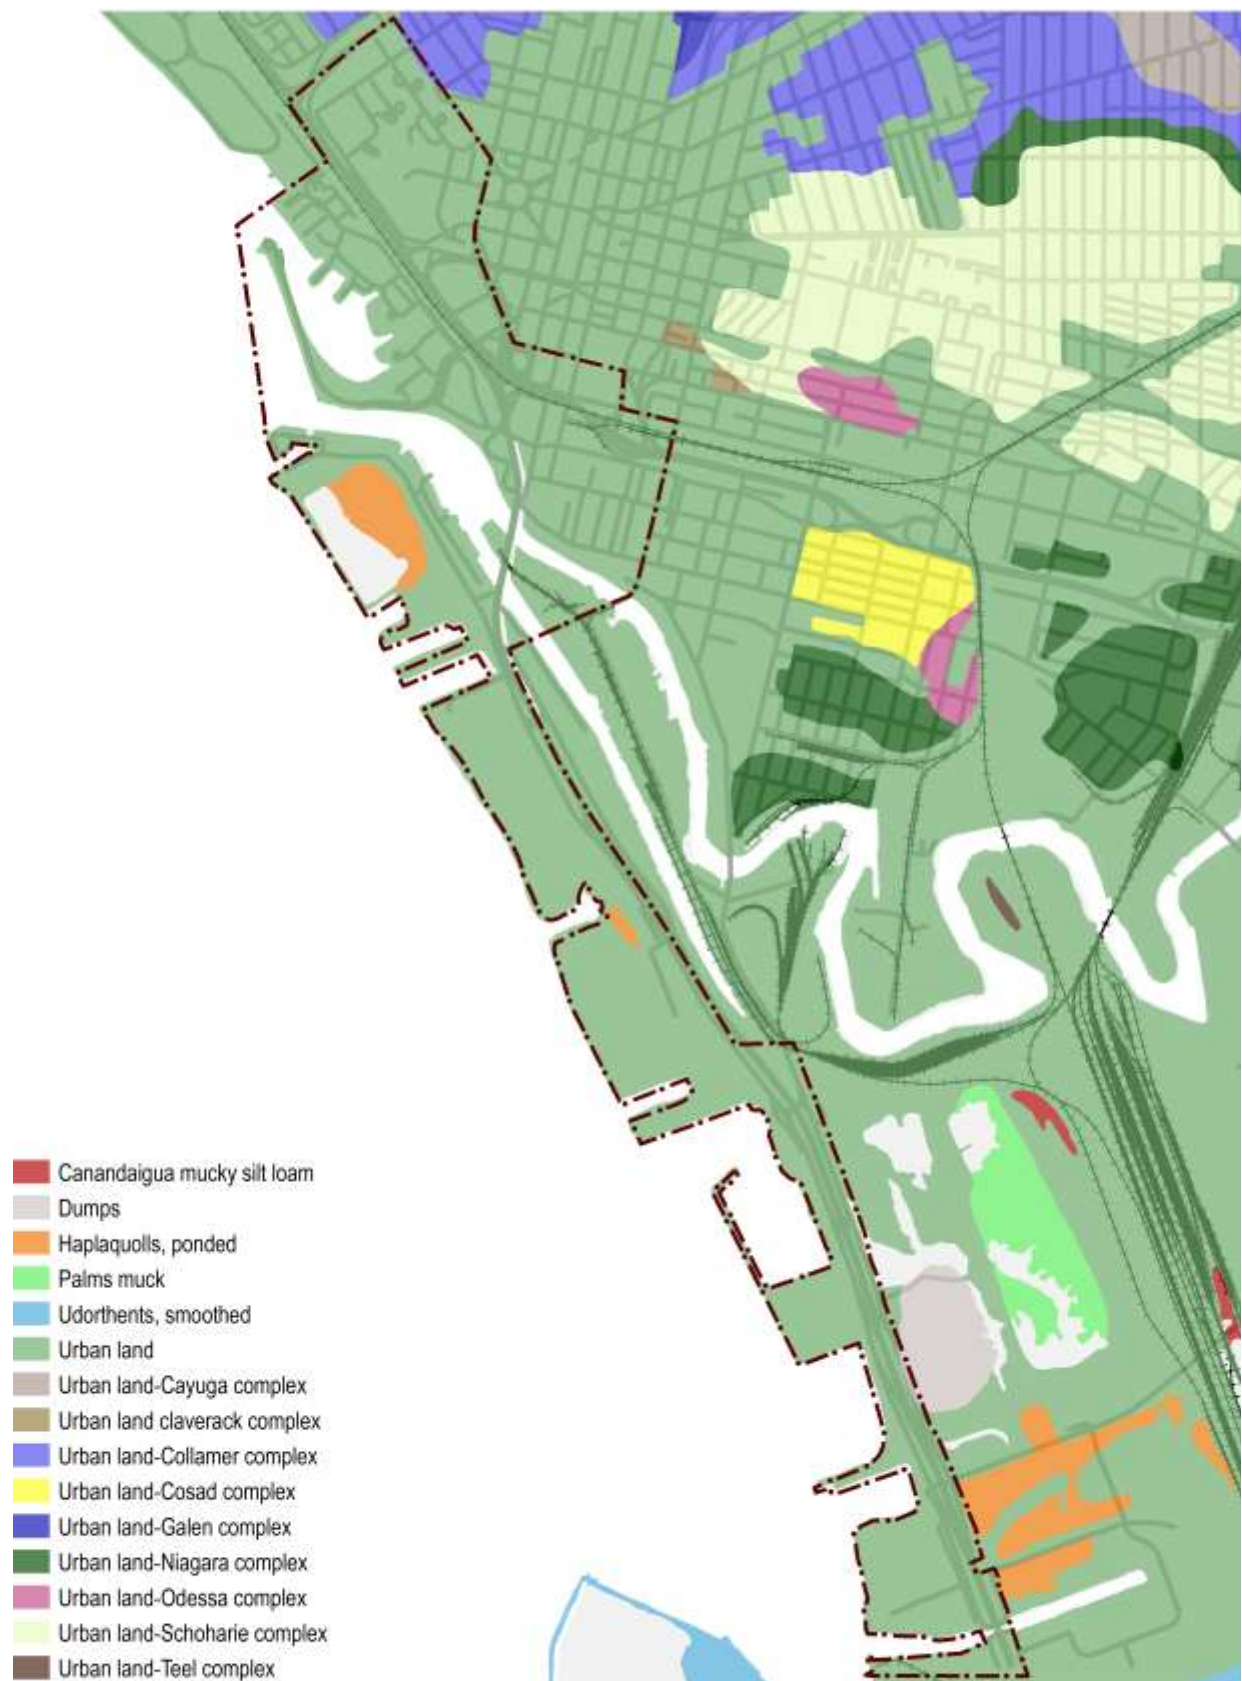 Canandaigua mucky silt loam
Dumps
Haplaquolls, ponded
Palms muck
Udorthents, smoothed
Urban land
Urban land-Cayuga complex
Urban land claverack complex
Urban land-Collamer complex
Urban land-Cosad complex
Urban land-Galen complex
Urban land-Niagara complex
Urban land-Odessa complex
Urban land-Schoharie complex
Urban land-Teel complex